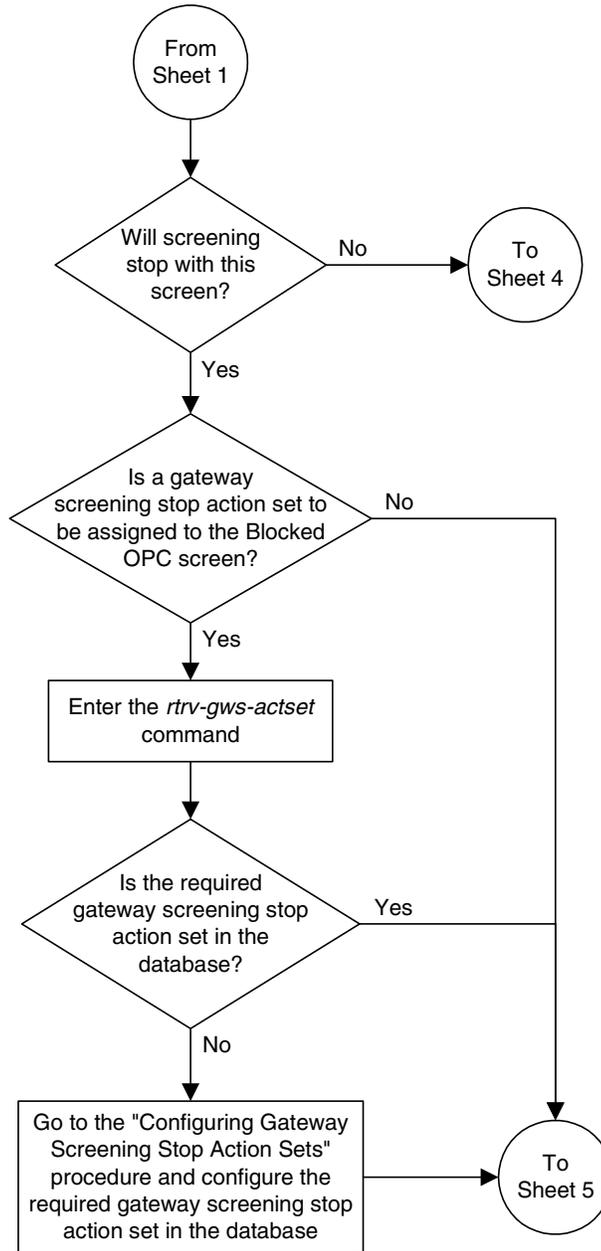 From
Sheet 1
Will screening
stop with this
screen?
No
To
Sheet 4
Yes
Is a gateway
screening stop action set to
be assigned to the Blocked
OPC screen?
No
Yes
Enter the rtrv-gws-actset
command
Is the required
gateway screening stop
action set in the
database?
Yes
No
Go to the "Configuring Gateway
Screening Stop Action Sets"
procedure and configure the
required gateway screening stop
action set in the database
To
Sheet 5